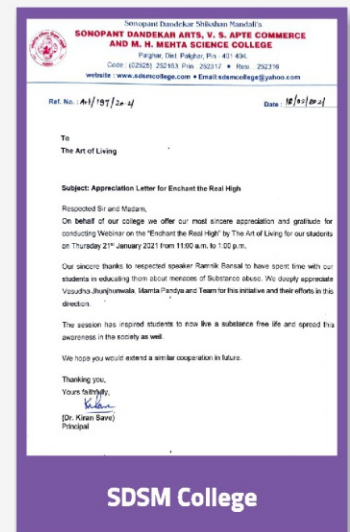 Sonopant Dandekar Shikshan Mandali's
SONOPANT DANDEKAR ARTS, V. S. APTE COMMERCE
AND M. H. MEHTA SCIENCE COLLEGE
Palghar, Dist. Palghar, Pin - 401 404.
Code : (02525) 252163, Prin. 252317 • Resi. 252316
website : www.sdsmcollege.com • Email:sdsmcollege@yahoo.com
Ref. No. : Date :
To
The Art of Living
Subject: Appreciation Letter for Enchant the Real High
Respected Sir and Madam,
On behalf of our college we offer our most sincere appreciation and gratitude for
conducting Webinar on the "Enchant the Real High" by The Art of Living for our students
on Thursday 21st January 2021 from 11:00 a.m. to 1:00 p.m.
Our sincere thanks to respected speaker Ramnik Bansal to have spent time with our
students in educating them about menaces of Substance abuse. We deeply appreciate
Vasudha Jhunjhunwala, Mamta Pandya and Team for this initiative and their efforts in this
direction.
The session has inspired students to now live a substance free life and spread this
awareness in the society as well.
We hope you would extend a similar cooperation in future.
Thanking you,
Yours faithfully,
(Dr. Kiran Save)
Principal
SDSM College